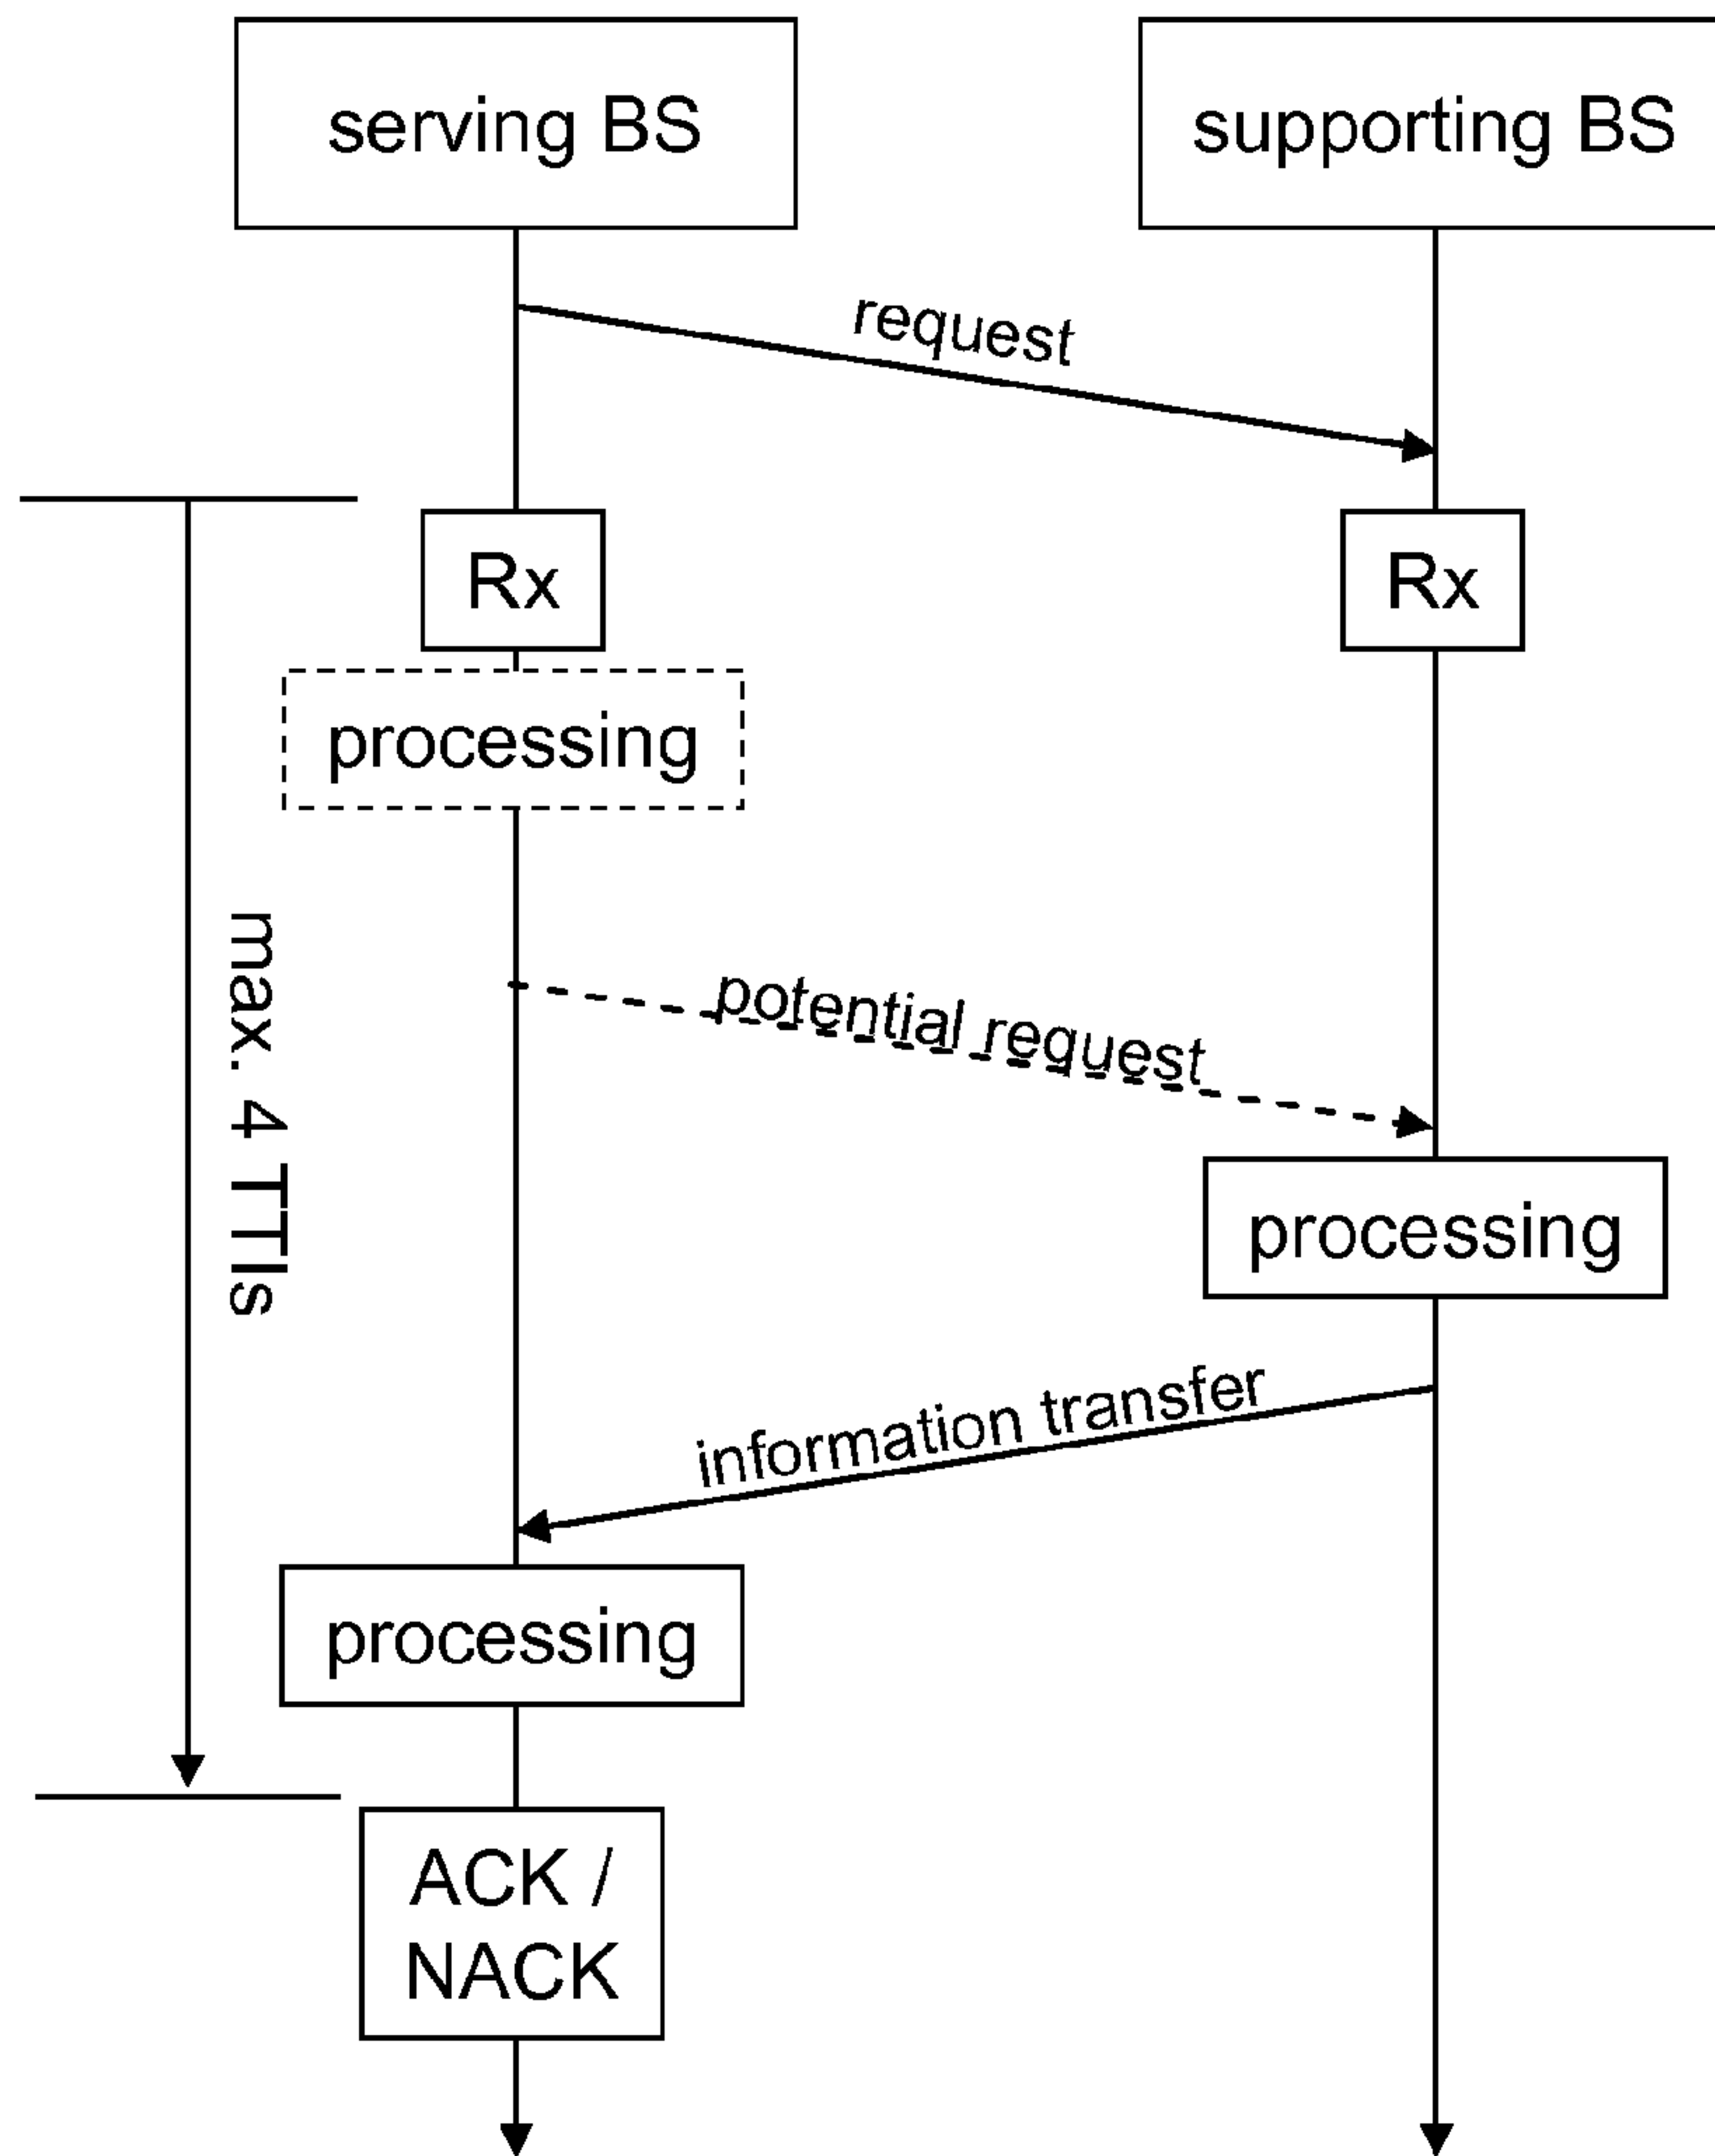 serving BS
supporting BS
request
Rx
Rx
processing
potential request
max. 4 TTIs
processing
information transfer
processing
ACK /
NACK